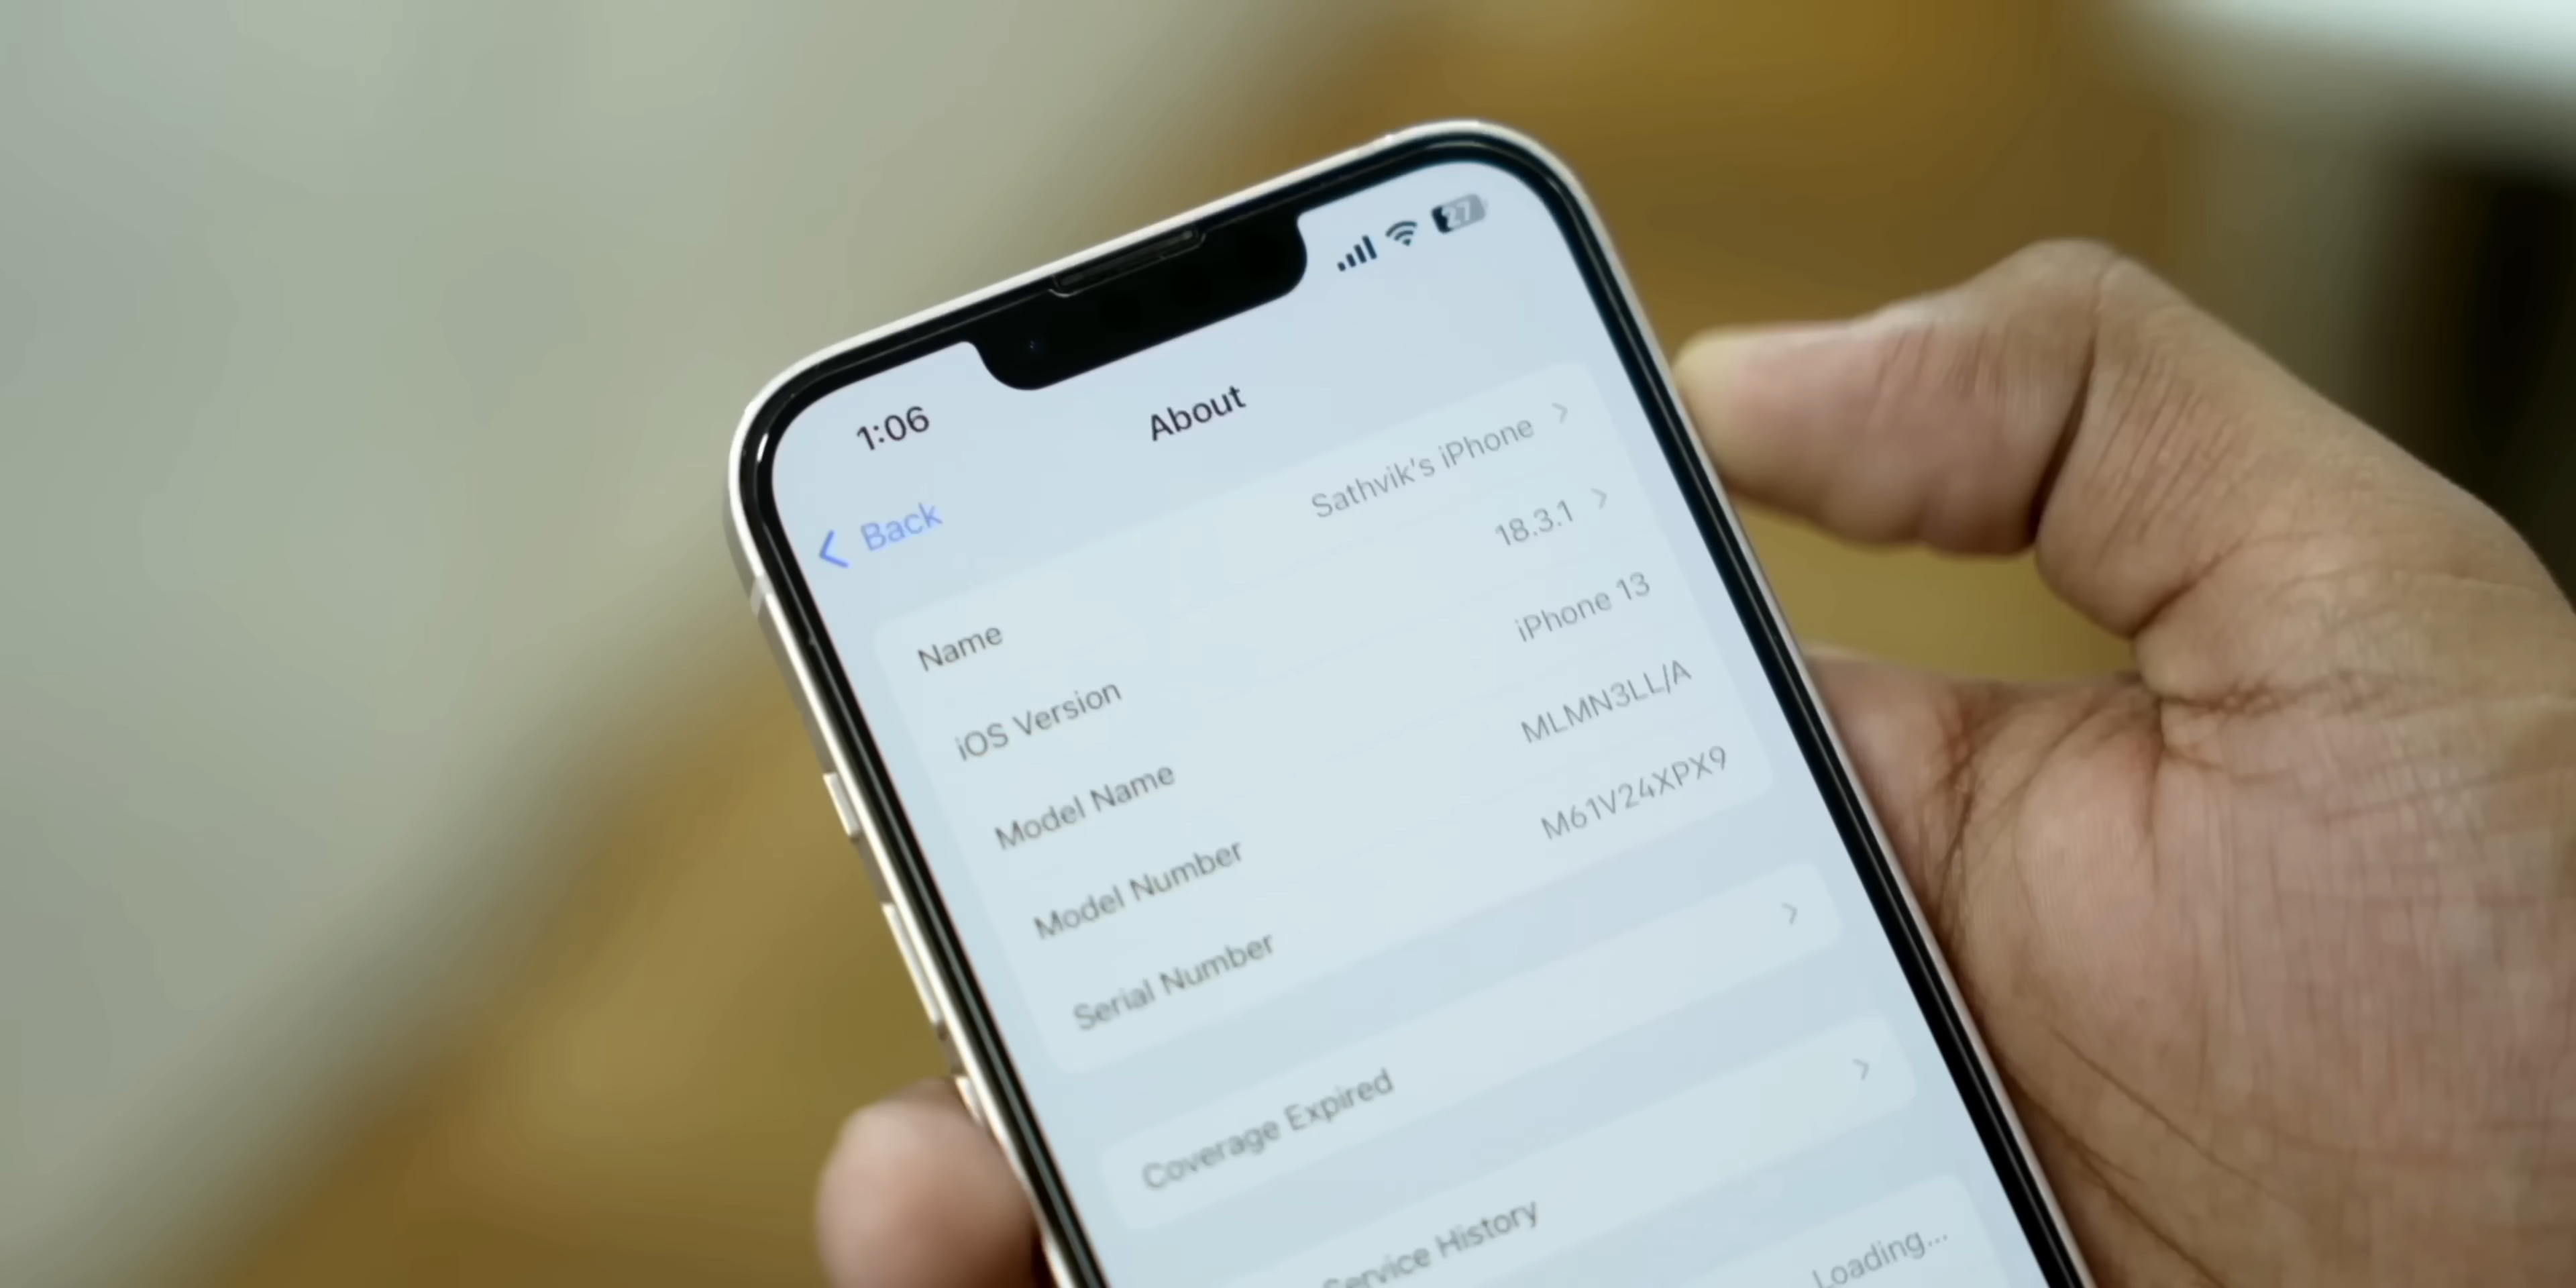 1:06
27
Back
About
Name Sathvik's iPhone
iOS Version 18.3.1
Model Name iPhone 13
Model Number MLMN3LL/A
Serial Number M61V24XPX9
Coverage Expired
Service History
Loading...